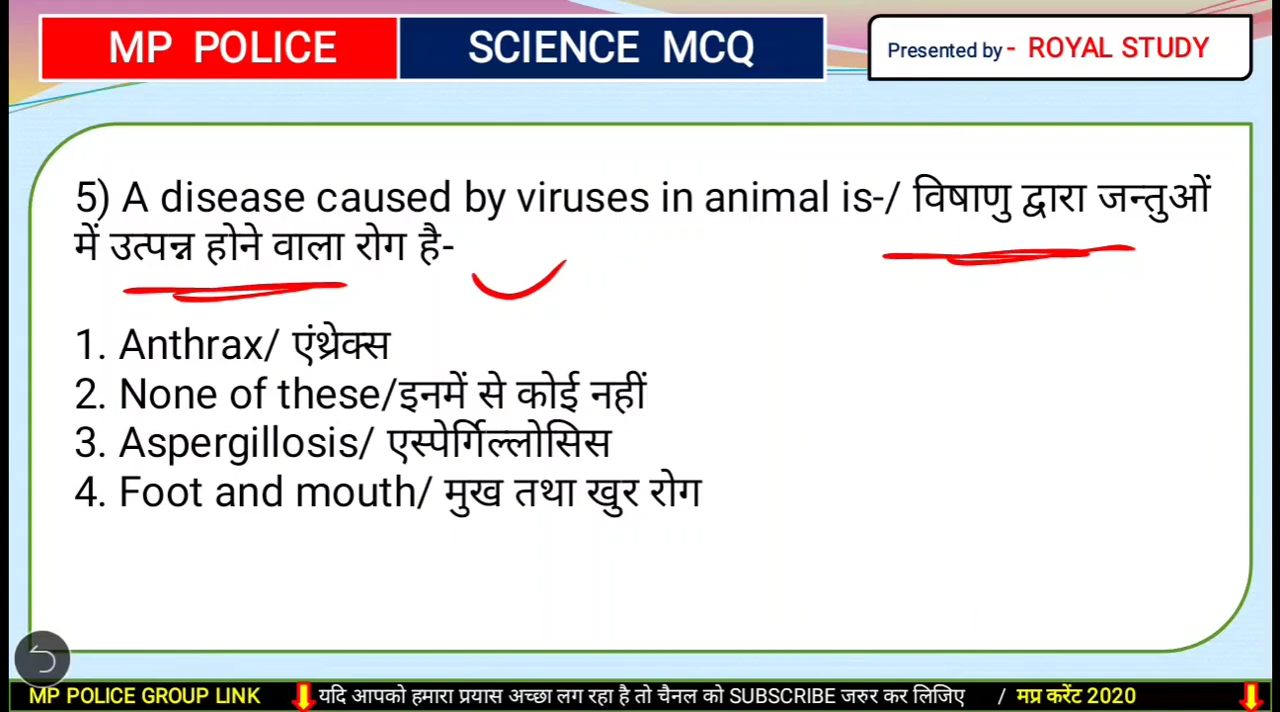 MP POLICE SCIENCE MCQ Presented by - ROYAL STUDY
5) A disease caused by viruses in animal is-/ विषाणु द्वारा जन्तुओं
में उत्पन्न होने वाला रोग है-
1. Anthrax/ एंथ्रेक्स
2. None of these/इनमें से कोई नहीं
3. Aspergillosis/ एस्पेर्गिल्लोसिस
4. Foot and mouth/ मुख तथा खुर रोग
MP POLICE GROUP LINK यदि आपको हमारा प्रयास अच्छा लग रहा है तो चैनल को SUBSCRIBE जरुर कर लिजिए / मप्र करेंट 2020